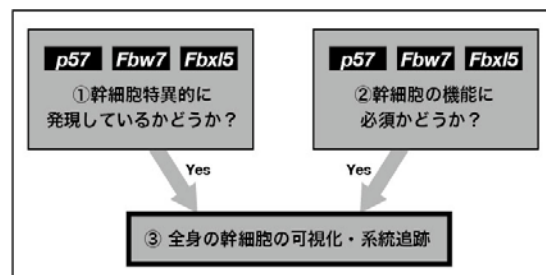 p57 Fbw7 Fbxl5
①幹細胞特異的に
発現しているかどうか？
p57 Fbw7 Fbxl5
②幹細胞の機能に
必須かどうか？
Yes
Yes
③ 全身の幹細胞の可視化・系統追跡